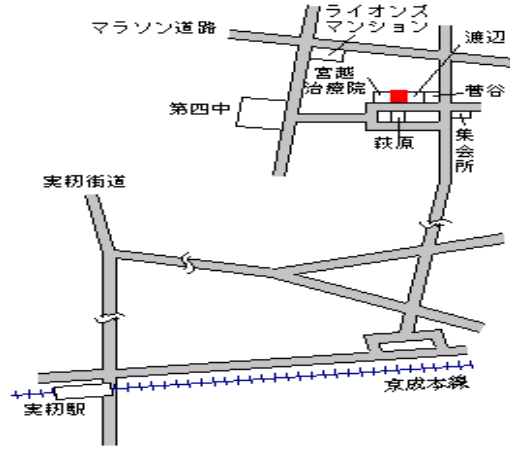 ライオンズ
マンション
マラソン道路
渡辺
宮越
治療院
菅谷
第四中
萩原
集会所
実籾街道
京成本線
実籾駅